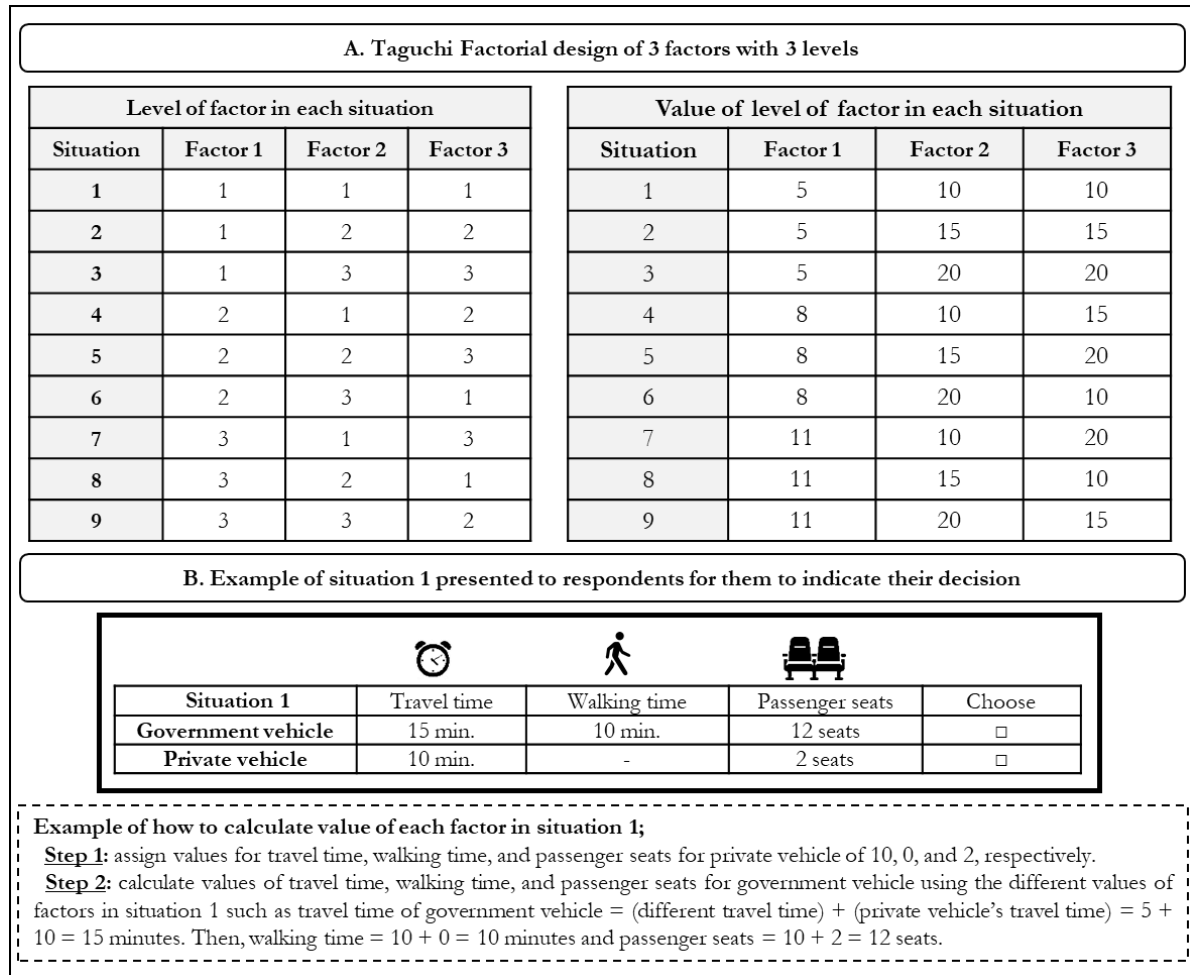 A. Taguchi Factorial design of 3 factors with 3 levels
Level of factor in each situation
Situation Factor 1 Factor 2 Factor 3
1 1 1 1
2 1 2 2
3 1 3 3
4 2 1 2
5 2 2 3
6 2 3 1
7 3 1 3
8 3 2 1
9 3 3 2
Value of level of factor in each situation
Situation Factor 1 Factor 2 Factor 3
1 5 10 10
2 5 15 15
3 5 20 20
4 8 10 15
5 8 15 20
6 8 20 10
7 11 10 20
8 11 15 10
9 11 20 15
B. Example of situation 1 presented to respondents for them to indicate their decision
Situation 1 Travel time Walking time Passenger seats Choose
Government vehicle 15 min. 10 min. 12 seats □
Private vehicle 10 min. - 2 seats □
Example of how to calculate value of each factor in situation 1;
Step 1: assign values for travel time, walking time, and passenger seats for private vehicle of 10, 0, and 2, respectively.
Step 2: calculate values of travel time, walking time, and passenger seats for government vehicle using the different values of
factors in situation 1 such as travel time of government vehicle = (different travel time) + (private vehicle's travel time) = 5 +
10 = 15 minutes. Then, walking time = 10 + 0 = 10 minutes and passenger seats = 10 + 2 = 12 seats.